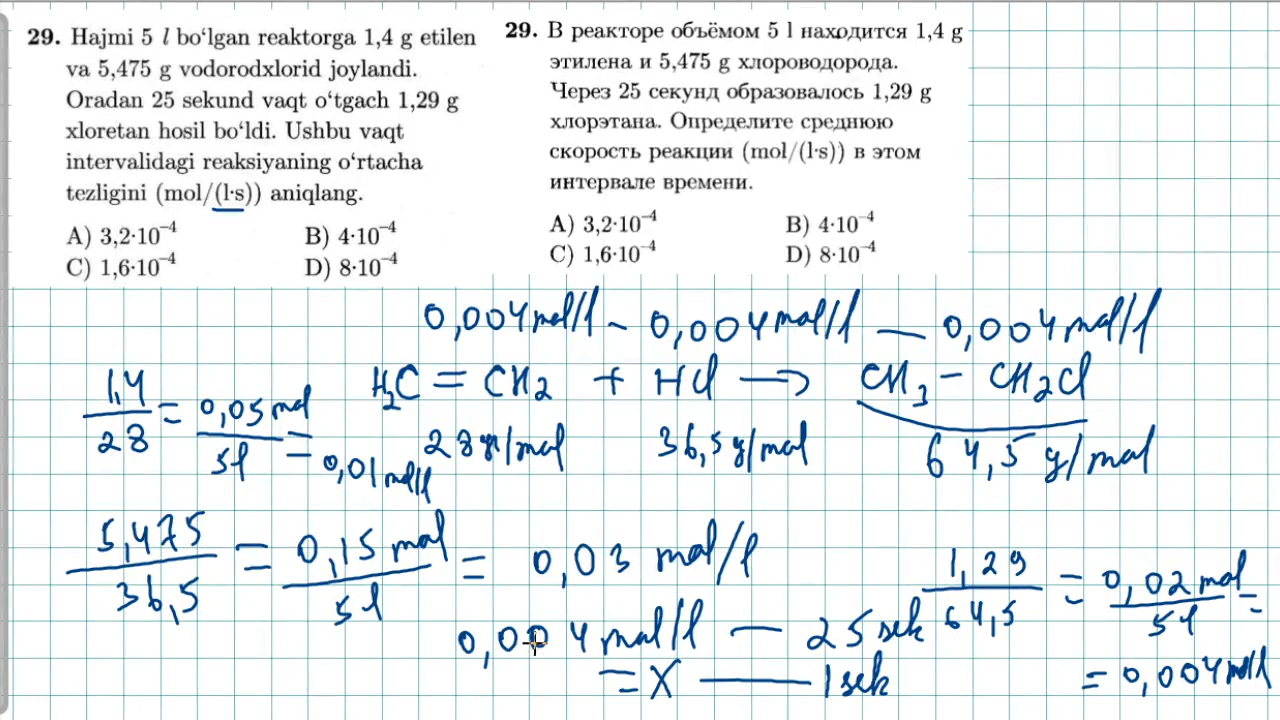 29. Hajmi 5 l bo‘lgan reaktorga 1,4 g etilen
va 5,475 g vodorodxlorid joylandi.
Oradan 25 sekund vaqt o‘tgach 1,29 g
xloretan hosil bo‘ldi. Ushbu vaqt
intervalidagi reaksiyaning o‘rtacha
tezligini (mol/(l·s)) aniqlang.
A) 3,2·10⁻⁴ B) 4·10⁻⁴
C) 1,6·10⁻⁴ D) 8·10⁻⁴
29. В реакторе объёмом 5 l находится 1,4 g
этилена и 5,475 g хлороводорода.
Через 25 секунд образовалось 1,29 g
хлорэтана. Определите среднюю
скорость реакции (mol/(l·s)) в этом
интервале времени.
A) 3,2·10⁻⁴ B) 4·10⁻⁴
C) 1,6·10⁻⁴ D) 8·10⁻⁴
0,004 mol/l - 0,004 mol/l — 0,004 mol/l
H₂C = CH₂ + HCl → CH₃ - CH₂Cl
28 gr/mol 36,5 g/mol 64,5 g/mol
1,4/28 = 0,05 mol/5l = 0,01 mol/l
5,475/36,5 = 0,15 mol/5l = 0,03 mol/l
1,29/64,5 = 0,02 mol/5l =
= 0,004 mol/l
0,004 mol/l — 25 sek
= X — 1 sek